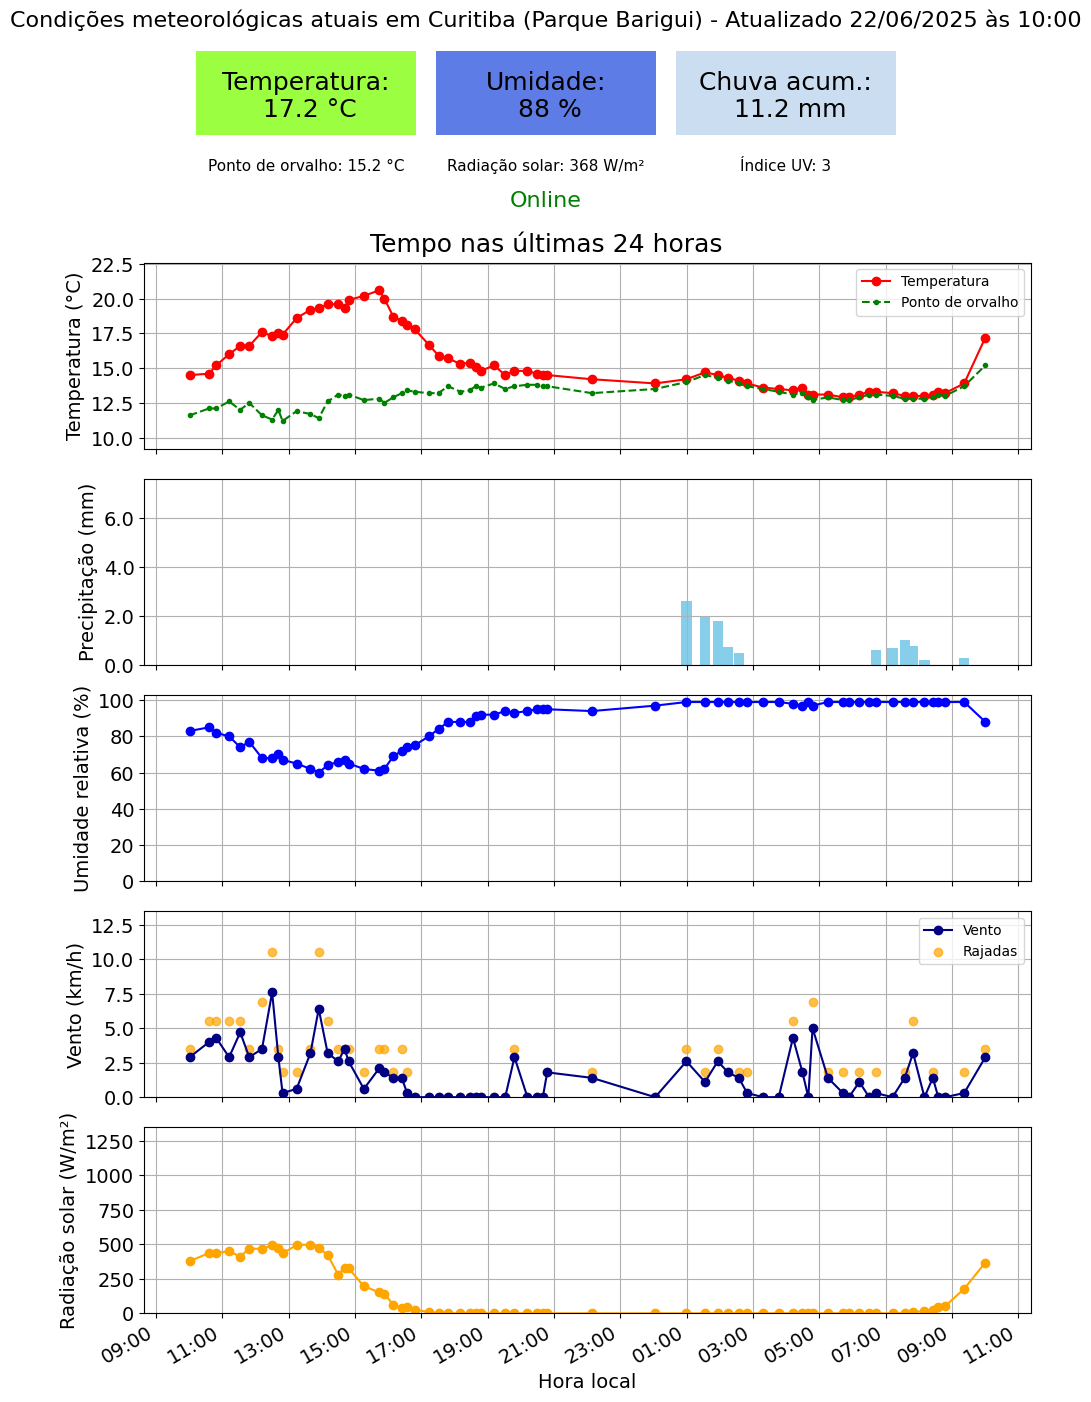 Condições meteorológicas atuais em Curitiba (Parque Barigui) - Atualizado 22/06/2025 às 10:00
Temperatura:
17.2 °C
Umidade:
88 %
Chuva acum.:
11.2 mm
Ponto de orvalho: 15.2 °C
Radiação solar: 368 W/m²
Índice UV: 3
Online
Tempo nas últimas 24 horas
Temperatura (°C)
22.5
20.0
17.5
15.0
12.5
10.0
Temperatura
Ponto de orvalho
Precipitação (mm)
6.0
4.0
2.0
0.0
Umidade relativa (%)
100
80
60
40
20
0
Vento (km/h)
12.5
10.0
7.5
5.0
2.5
0.0
Vento
Rajadas
Radiação solar (W/m²)
1250
1000
750
500
250
0
09:00
11:00
13:00
15:00
17:00
19:00
21:00
23:00
01:00
03:00
05:00
07:00
09:00
11:00
Hora local